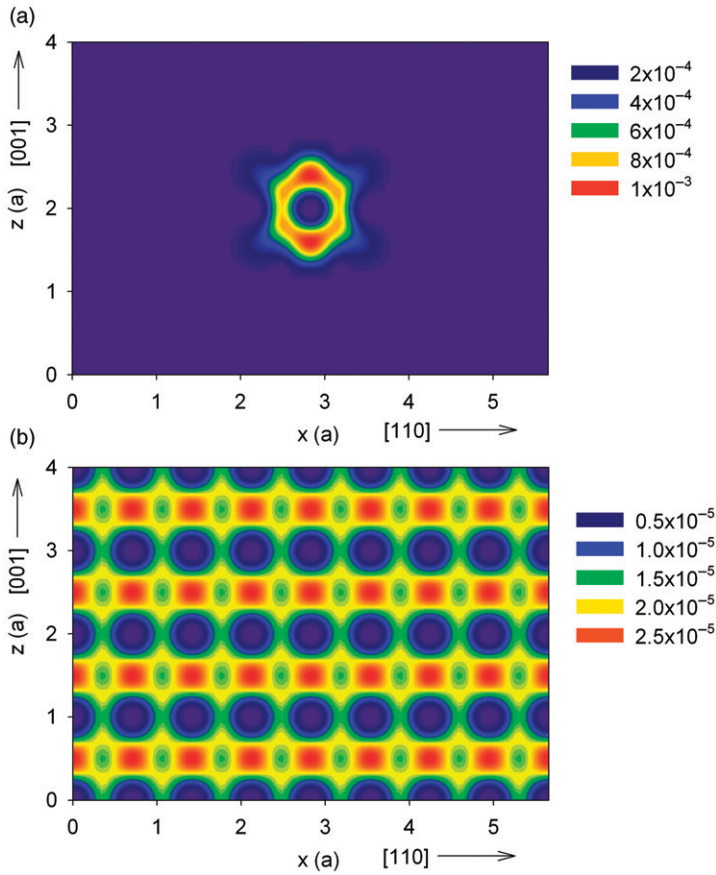 (a)
4
3
2
1
0
z (a) [001]
0 1 2 3 4 5
x (a) [110]
2x10⁻⁴
4x10⁻⁴
6x10⁻⁴
8x10⁻⁴
1x10⁻³
(b)
4
3
2
1
0
z (a) [001]
0 1 2 3 4 5
x (a) [110]
0.5x10⁻⁵
1.0x10⁻⁵
1.5x10⁻⁵
2.0x10⁻⁵
2.5x10⁻⁵